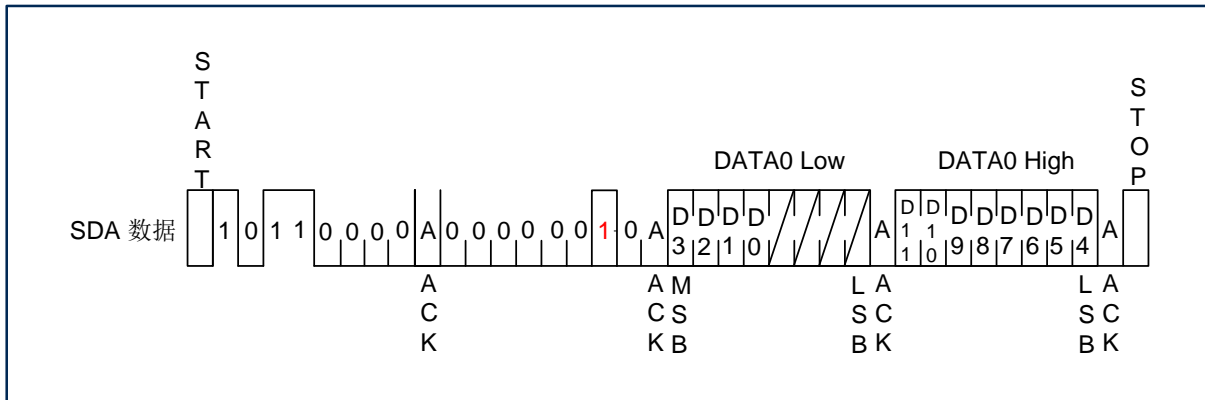 START
STOP
DATA0 Low
DATA0 High
SDA 数据
1 0 1 1 0 0 0 0 A 0 0 0 0 0 0 1 0 A D3 D2 D1 D0 A D11 D10 D9 D8 D7 D6 D5 D4 A
ACK
ACK
MSB
LSB
ACK
LSB
ACK